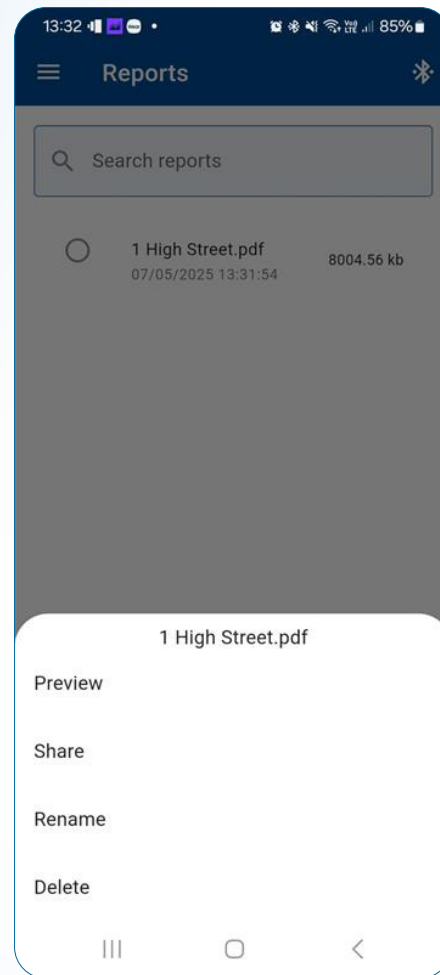 13:32 85%
Reports
Search reports
1 High Street.pdf 8004.56 kb
07/05/2025 13:31:54
1 High Street.pdf
Preview
Share
Rename
Delete